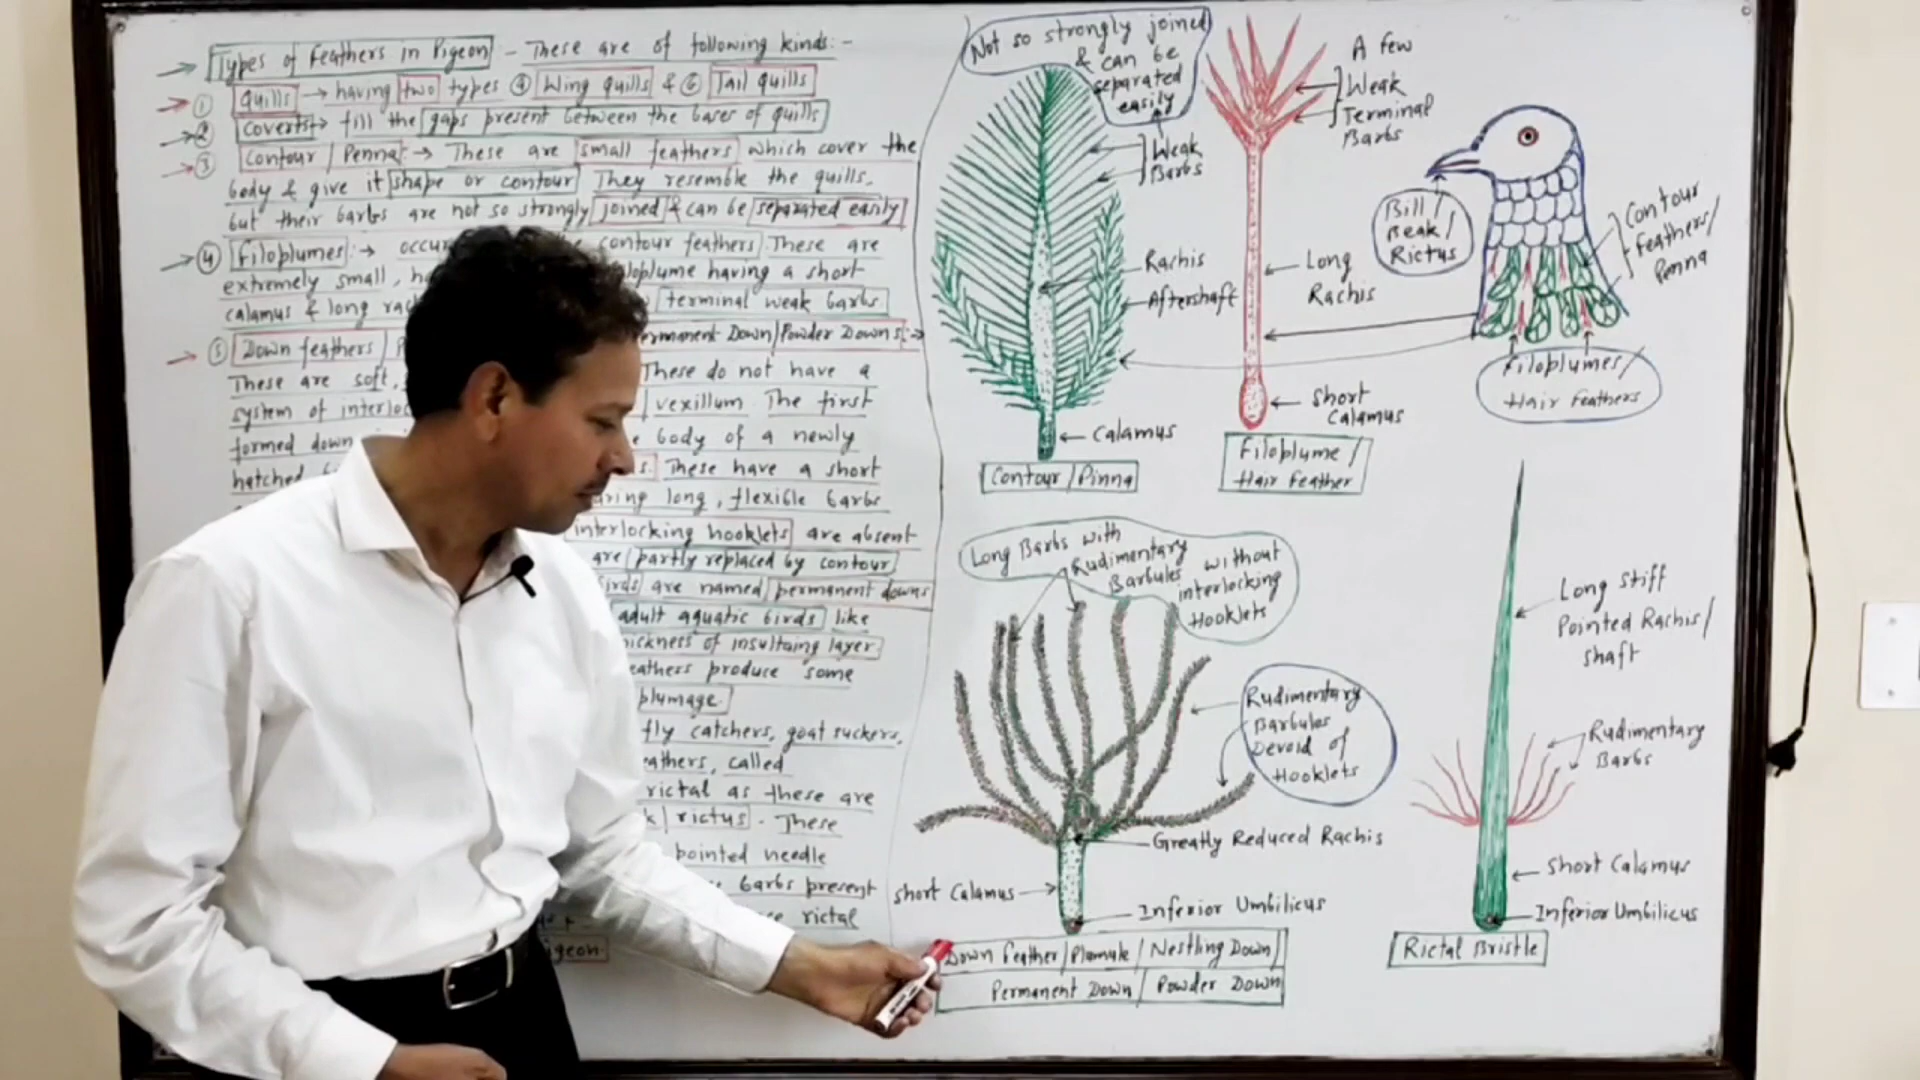 Types of Feathers in Pigeon - These are of following kinds:-
① Quills → having two types ⓐ Wing quills & ⓑ Tail quills
② Coverts → fill the gaps present between the bases of quills
③ Contour / Penna :→ These are small feathers which cover the
body & give it shape or contour They resemble the quills,
but their barbs are not so strongly joined & can be separated easily
④ Filoplumes :→ occur contour feathers These are
extremely small, filoplume having a short
calamus & long terminal weak barbs
⑤ Down feathers / Permanent Down/Powder Downs :→
These are soft, These do not have a
system of vexillum The first
formed down body of a newly
hatched These have a short
long, flexible barbs
interlocking hooklets are absent
are partly replaced by contour
are named permanent downs
adult aquatic birds like
thickness of insultaing layer.
feathers produce some
plumage.
fly catchers, goat suckers,
feathers, called
rictal as these are
rictus. These
pointed needle
barbs present
rictal
Pigeon
Not so strongly joined
& can be
separated
easily
Weak
Barbs
Rachis
Aftershaft
Calamus
Contour/Pinna
A few
Weak
Terminal
Barbs
Long
Rachis
Short
Calamus
Filoplume/
Hair Feather
Bill/
Beak/
Rictus
Contour
Feathers/
Penna
Filoplumes/
Hair Feathers
Long Barbs with
Rudimentary
Barbules without
interlocking
Hooklets
Rudimentary
Barbules
Devoid of
Hooklets
Greatly Reduced Rachis
Short Calamus
Inferior Umbilicus
Down Feather/Plumule/Nestling Down/
Permanent Down/Powder Down
Long Stiff
Pointed Rachis/
Shaft
Rudimentary
Barbs
Short Calamus
Inferior Umbilicus
Rictal Bristle